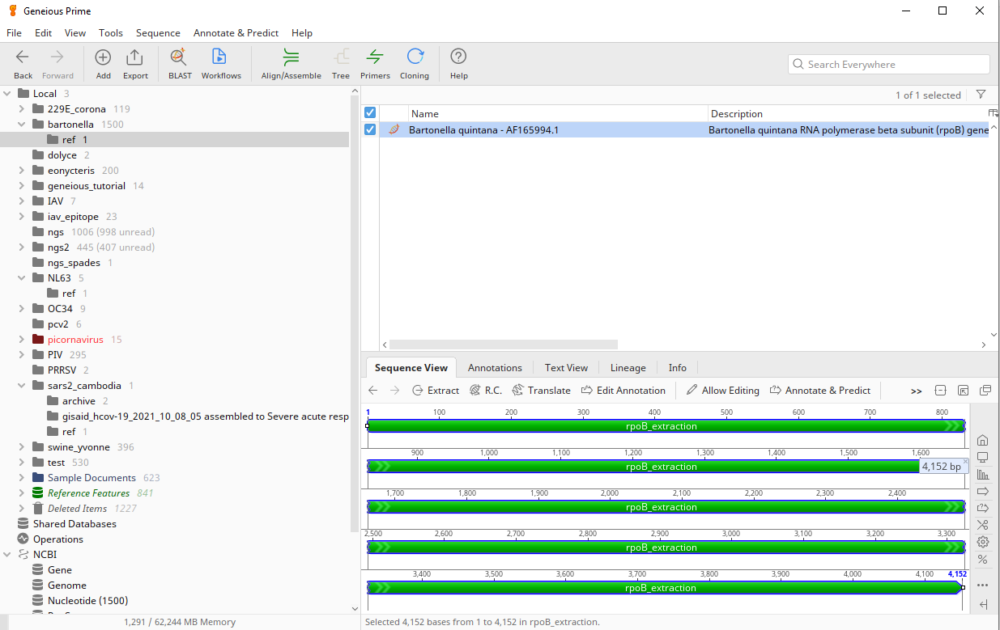 Geneious Prime
File Edit View Tools Sequence Annotate & Predict Help
Back Forward Add Export BLAST Workflows Align/Assemble Tree Primers Cloning Help
Search Everywhere
Local 3
229E_corona 119
bartonella 1500
ref 1
dolyce 2
eonycteris 200
geneious_tutorial 14
IAV 7
iav_epitope 23
ngs 1006 (998 unread)
ngs2 445 (407 unread)
ngs_spades 1
NL63 5
ref 1
OC34 9
pcv2 6
picornavirus 15
PIV 295
PRRSV 2
sars2_cambodia 1
archive 2
gisaid_hcov-19_2021_10_08_05 assembled to Severe acute resp
ref 1
swine_yvonne 396
test 530
Sample Documents 623
Reference Features 841
Deleted Items 1227
Shared Databases
Operations
NCBI
Gene
Genome
Nucleotide (1500)
1,291 / 62,244 MB Memory
1 of 1 selected
Name Description
Bartonella quintana - AF165994.1 Bartonella quintana RNA polymerase beta subunit (rpoB) gene
Sequence View Annotations Text View Lineage Info
Extract R.C. Translate Edit Annotation Allow Editing Annotate & Predict >>
1 100 200 300 400 500 600 700 800
rpoB_extraction
900 1,000 1,100 1,200 1,300 1,400 1,500 1,600
rpoB_extraction 4,152 bp
1,700 1,800 1,900 2,000 2,100 2,200 2,300 2,400
rpoB_extraction
2,500 2,600 2,700 2,800 2,900 3,000 3,100 3,200 3,300
rpoB_extraction
3,400 3,500 3,600 3,700 3,800 3,900 4,000 4,100 4,152
rpoB_extraction
Selected 4,152 bases from 1 to 4,152 in rpoB_extraction.